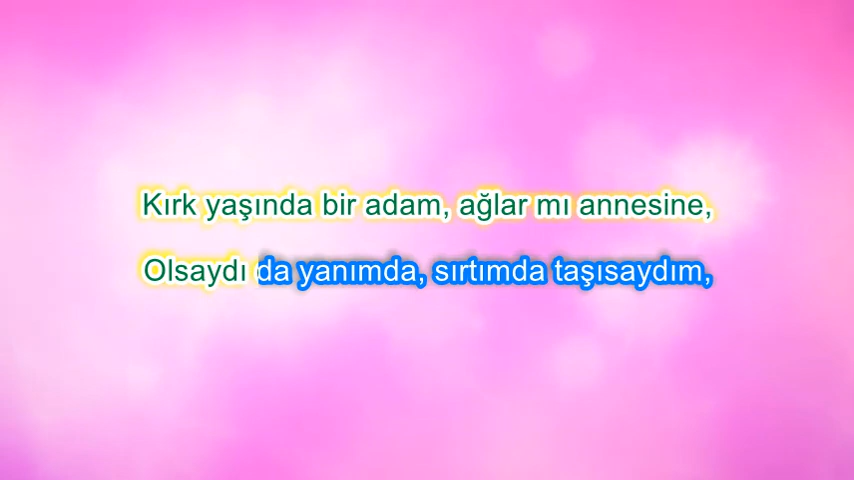 Kırk yaşında bir adam, ağlar mı annesine,
Olsaydı da yanımda, sırtımda taşısaydım,